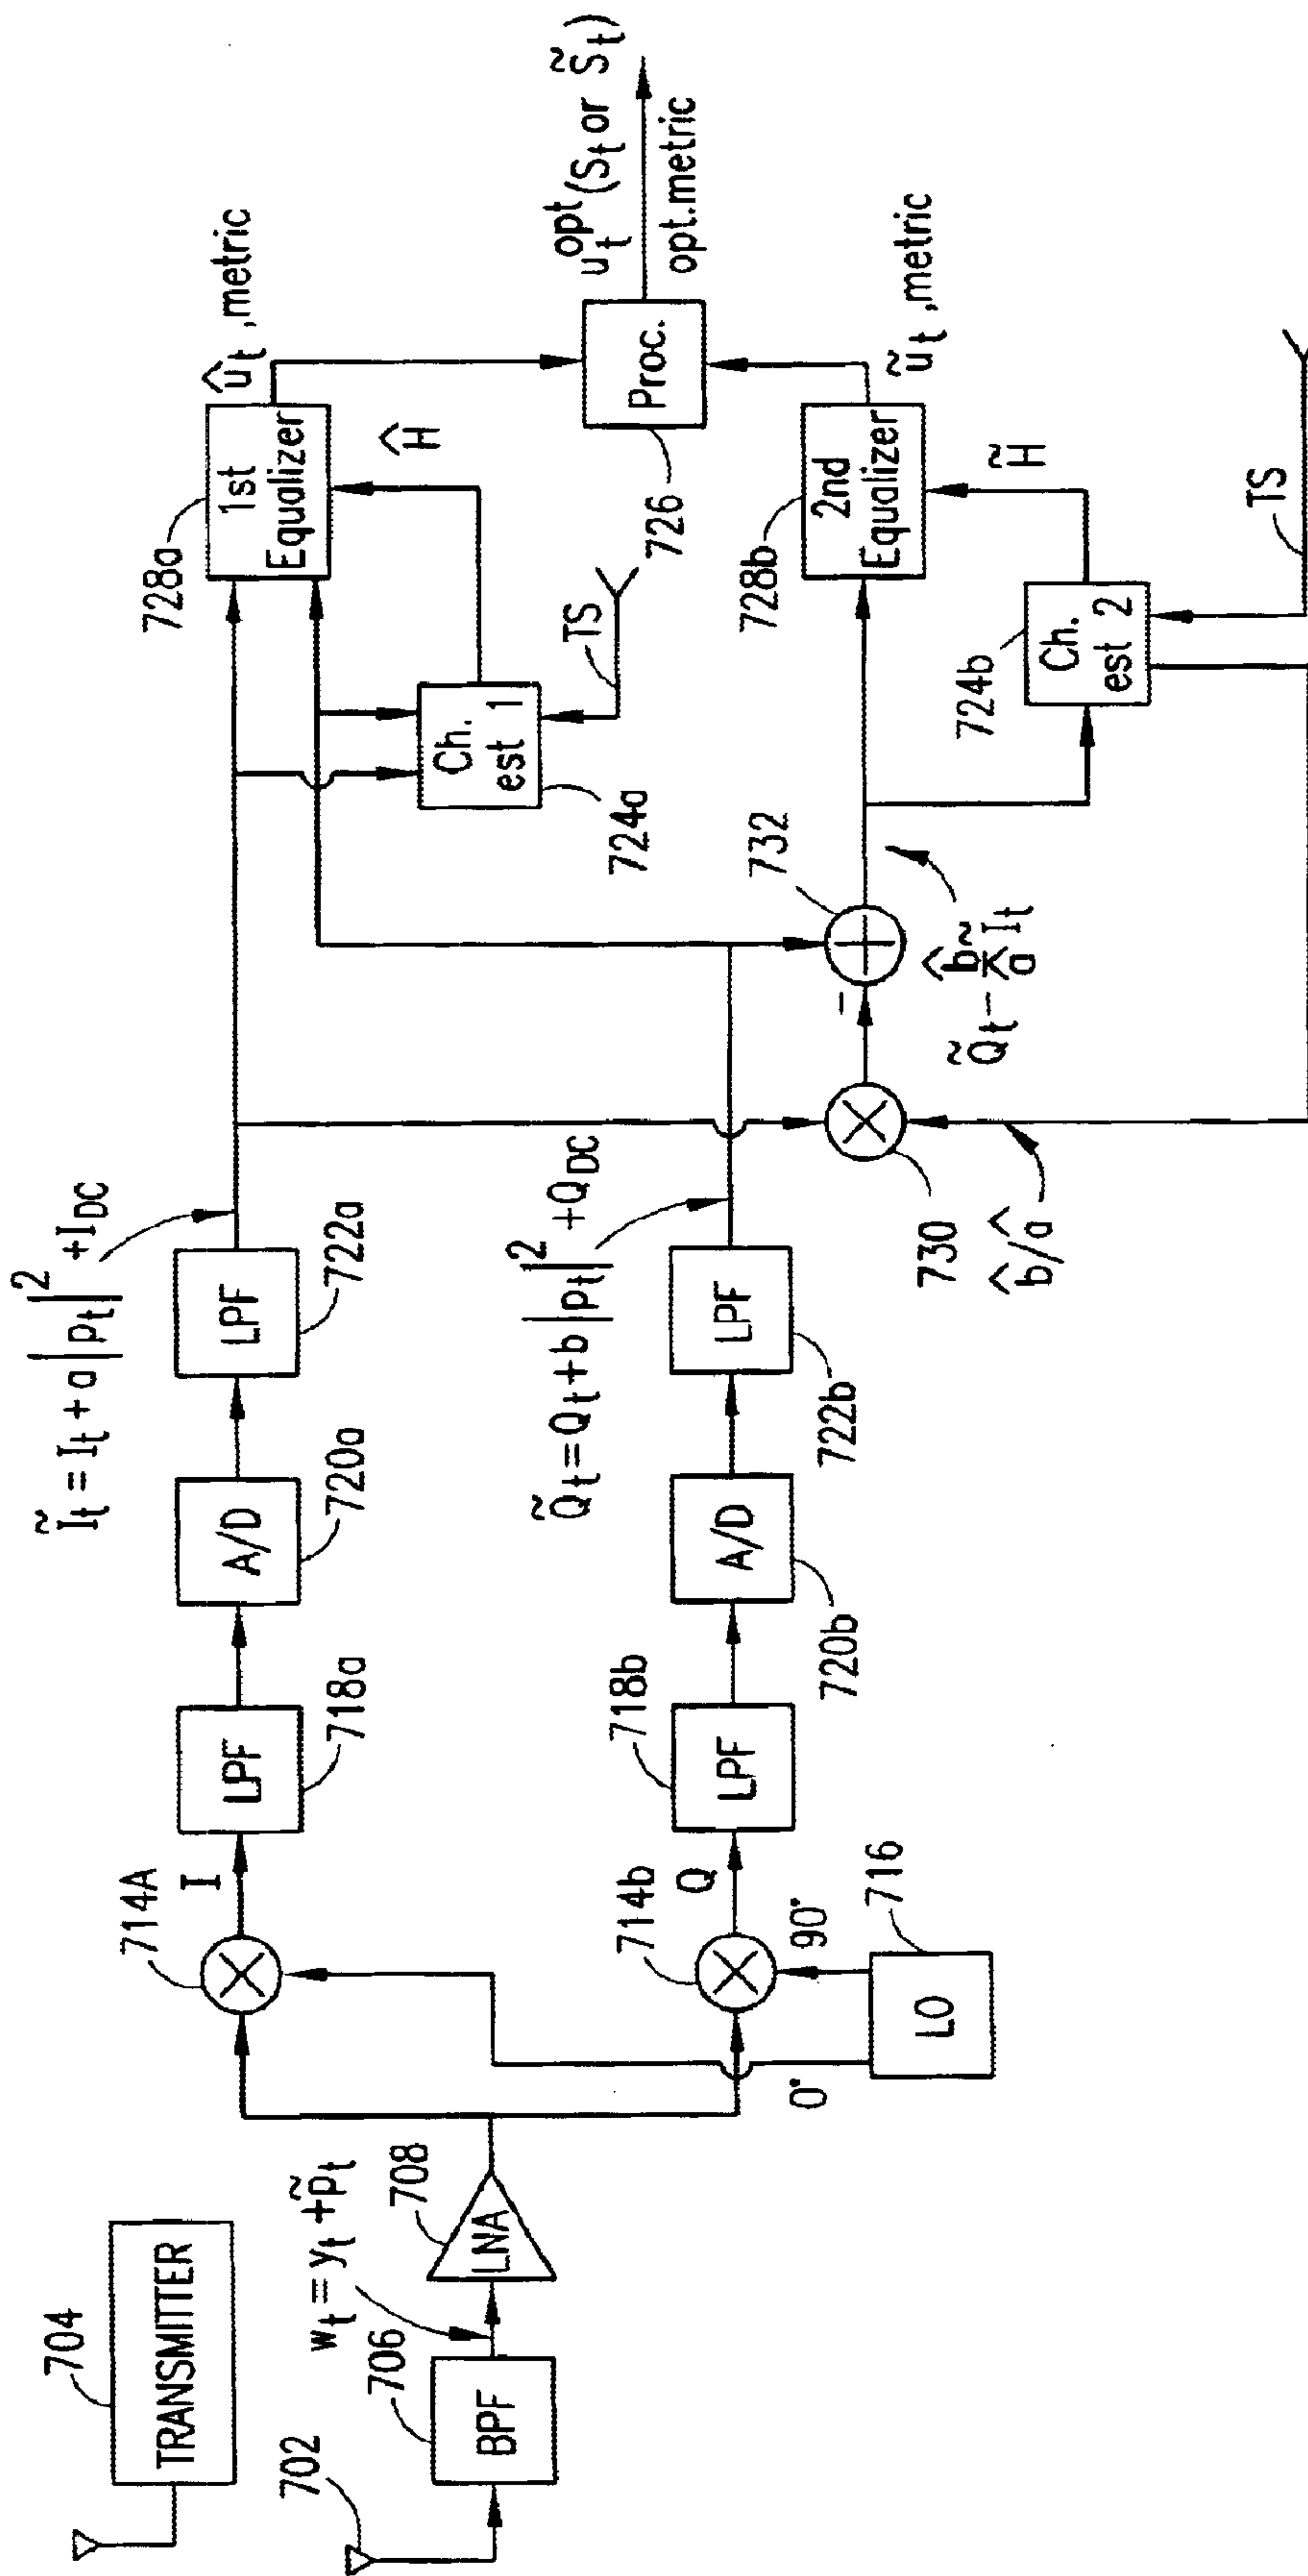 704
TRANSMITTER
702
706
BPF
w_t = y_t + p̃_t
708
LNA
714A
I
714b
Q
0°
90°
716
LO
718a
LPF
718b
LPF
720a
A/D
720b
A/D
Ĩ_t = I_t + a|p_t|² + I_DC
722a
LPF
Q̃_t = Q_t + b|p_t|² + Q_DC
722b
LPF
730
b̂/â
732
−
Q̃_t − b̂/â Ĩ_t
724a
Ch.
est 1
TS
Ĥ
728a
1st
Equalizer
û_t ,metric
726
Proc.
u_t^opt (S_t or S̃_t)
opt.metric
728b
2nd
Equalizer
ũ_t ,metric
H̃
724b
Ch.
est 2
TS